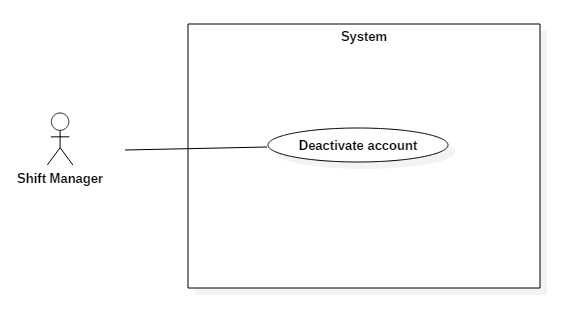 System
Deactivate account
Shift Manager